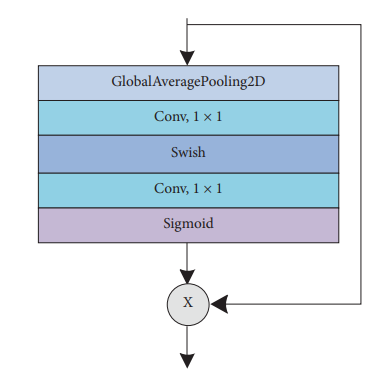 GlobalAveragePooling2D
Conv, 1 × 1
Swish
Conv, 1 × 1
Sigmoid
X